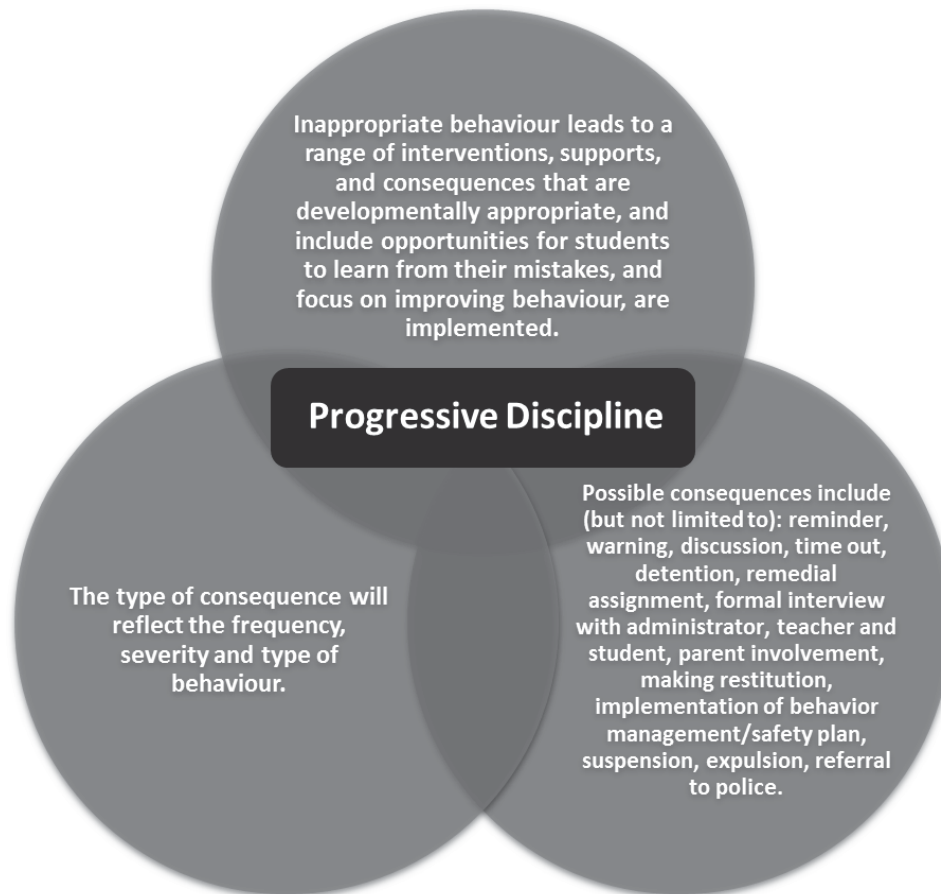 Inappropriate behaviour leads to a
range of interventions, supports,
and consequences that are
developmentally appropriate, and
include opportunities for students
to learn from their mistakes, and
focus on improving behaviour, are
implemented.
Progressive Discipline
The type of consequence will
reflect the frequency,
severity and type of
behaviour.
Possible consequences include
(but not limited to): reminder,
warning, discussion, time out,
detention, remedial
assignment, formal interview
with administrator, teacher and
student, parent involvement,
making restitution,
implementation of behavior
management/safety plan,
suspension, expulsion, referral
to police.